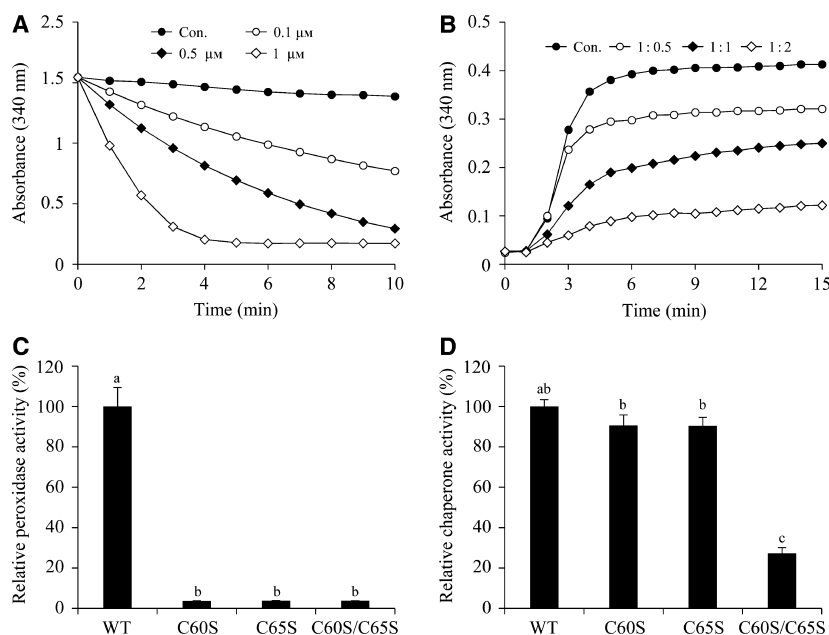 A
Con.
0.1 μM
0.5 μM
1 μM
2.5
1.5
1
0.5
0
Absorbance (340 nm)
0 2 4 6 8 10
Time (min)
B
Con. 1 : 0.5 1 : 1 1 : 2
0.5
0.4
0.3
0.2
0.1
0
Absorbance (340 nm)
0 3 6 9 12 15
Time (min)
C
120
100
80
60
40
20
0
Relative peroxidase activity (%)
a
b
b
b
WT C60S C65S C60S/C65S
D
120
100
80
60
40
20
0
Relative chaperone activity (%)
ab
b
b
c
WT C60S C65S C60S/C65S